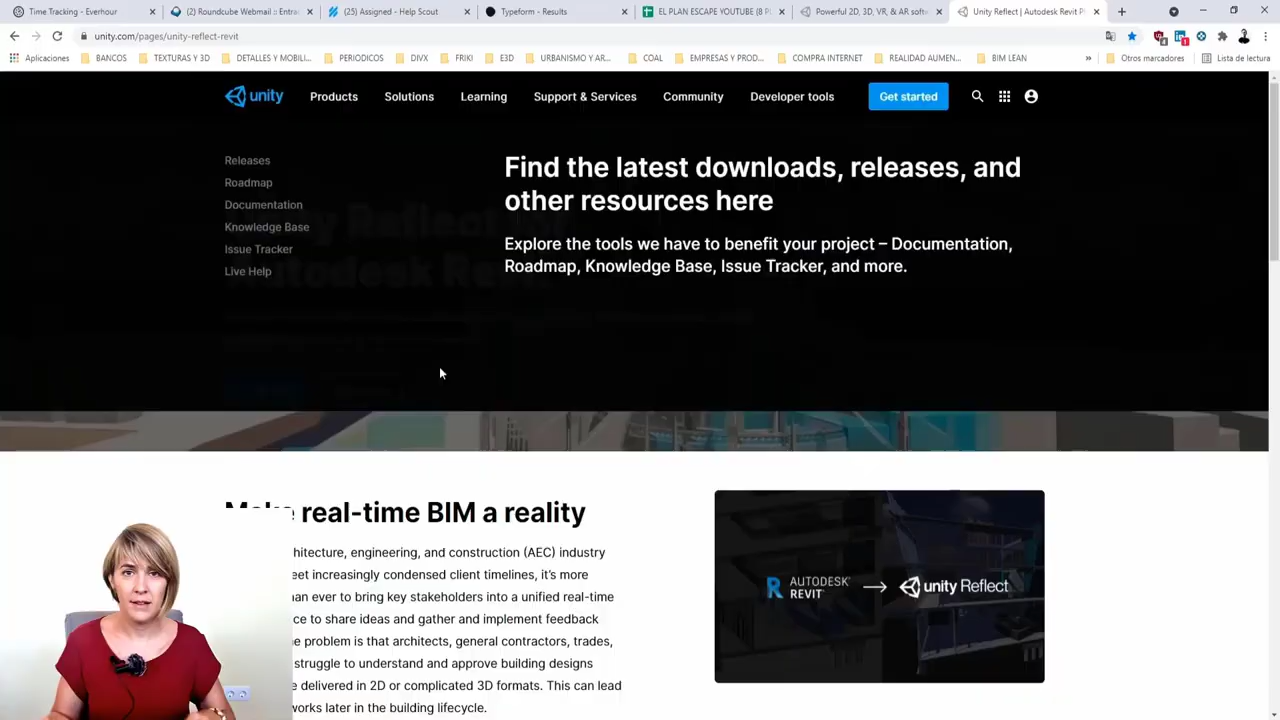 Time Tracking - Everhour
(2) Roundcube Webmail :: Entra
(25) Assigned - Help Scout
Typeform - Results
EL PLAN ESCAPE YOUTUBE (8 P
Powerful 2D, 3D, VR, & AR soft
Unity Reflect | Autodesk Revit P
unity.com/pages/unity-reflect-revit
Aplicaciones
BANCOS
TEXTURAS Y 3D
DETALLES Y MOBILI...
PERIODICOS
DIVX
FRIKI
E3D
URBANISMO Y AR...
COAL
EMPRESAS Y PROD...
COMPRA INTERNET
REALIDAD AUMEN...
BIM LEAN
»
Otros marcadores
Lista de lectura
unity
Products
Solutions
Learning
Support & Services
Community
Developer tools
Get started
Releases
Roadmap
Documentation
Knowledge Base
Issue Tracker
Live Help
Find the latest downloads, releases, and
other resources here
Explore the tools we have to benefit your project – Documentation,
Roadmap, Knowledge Base, Issue Tracker, and more.
Autodesk
Make real-time BIM a reality
hitecture, engineering, and construction (AEC) industry
eet increasingly condensed client timelines, it's more
an ever to bring key stakeholders into a unified real-time
ce to share ideas and gather and implement feedback
e problem is that architects, general contractors, trades,
struggle to understand and approve building designs
e delivered in 2D or complicated 3D formats. This can lead
works later in the building lifecycle.
R AUTODESK REVIT → unity Reflect